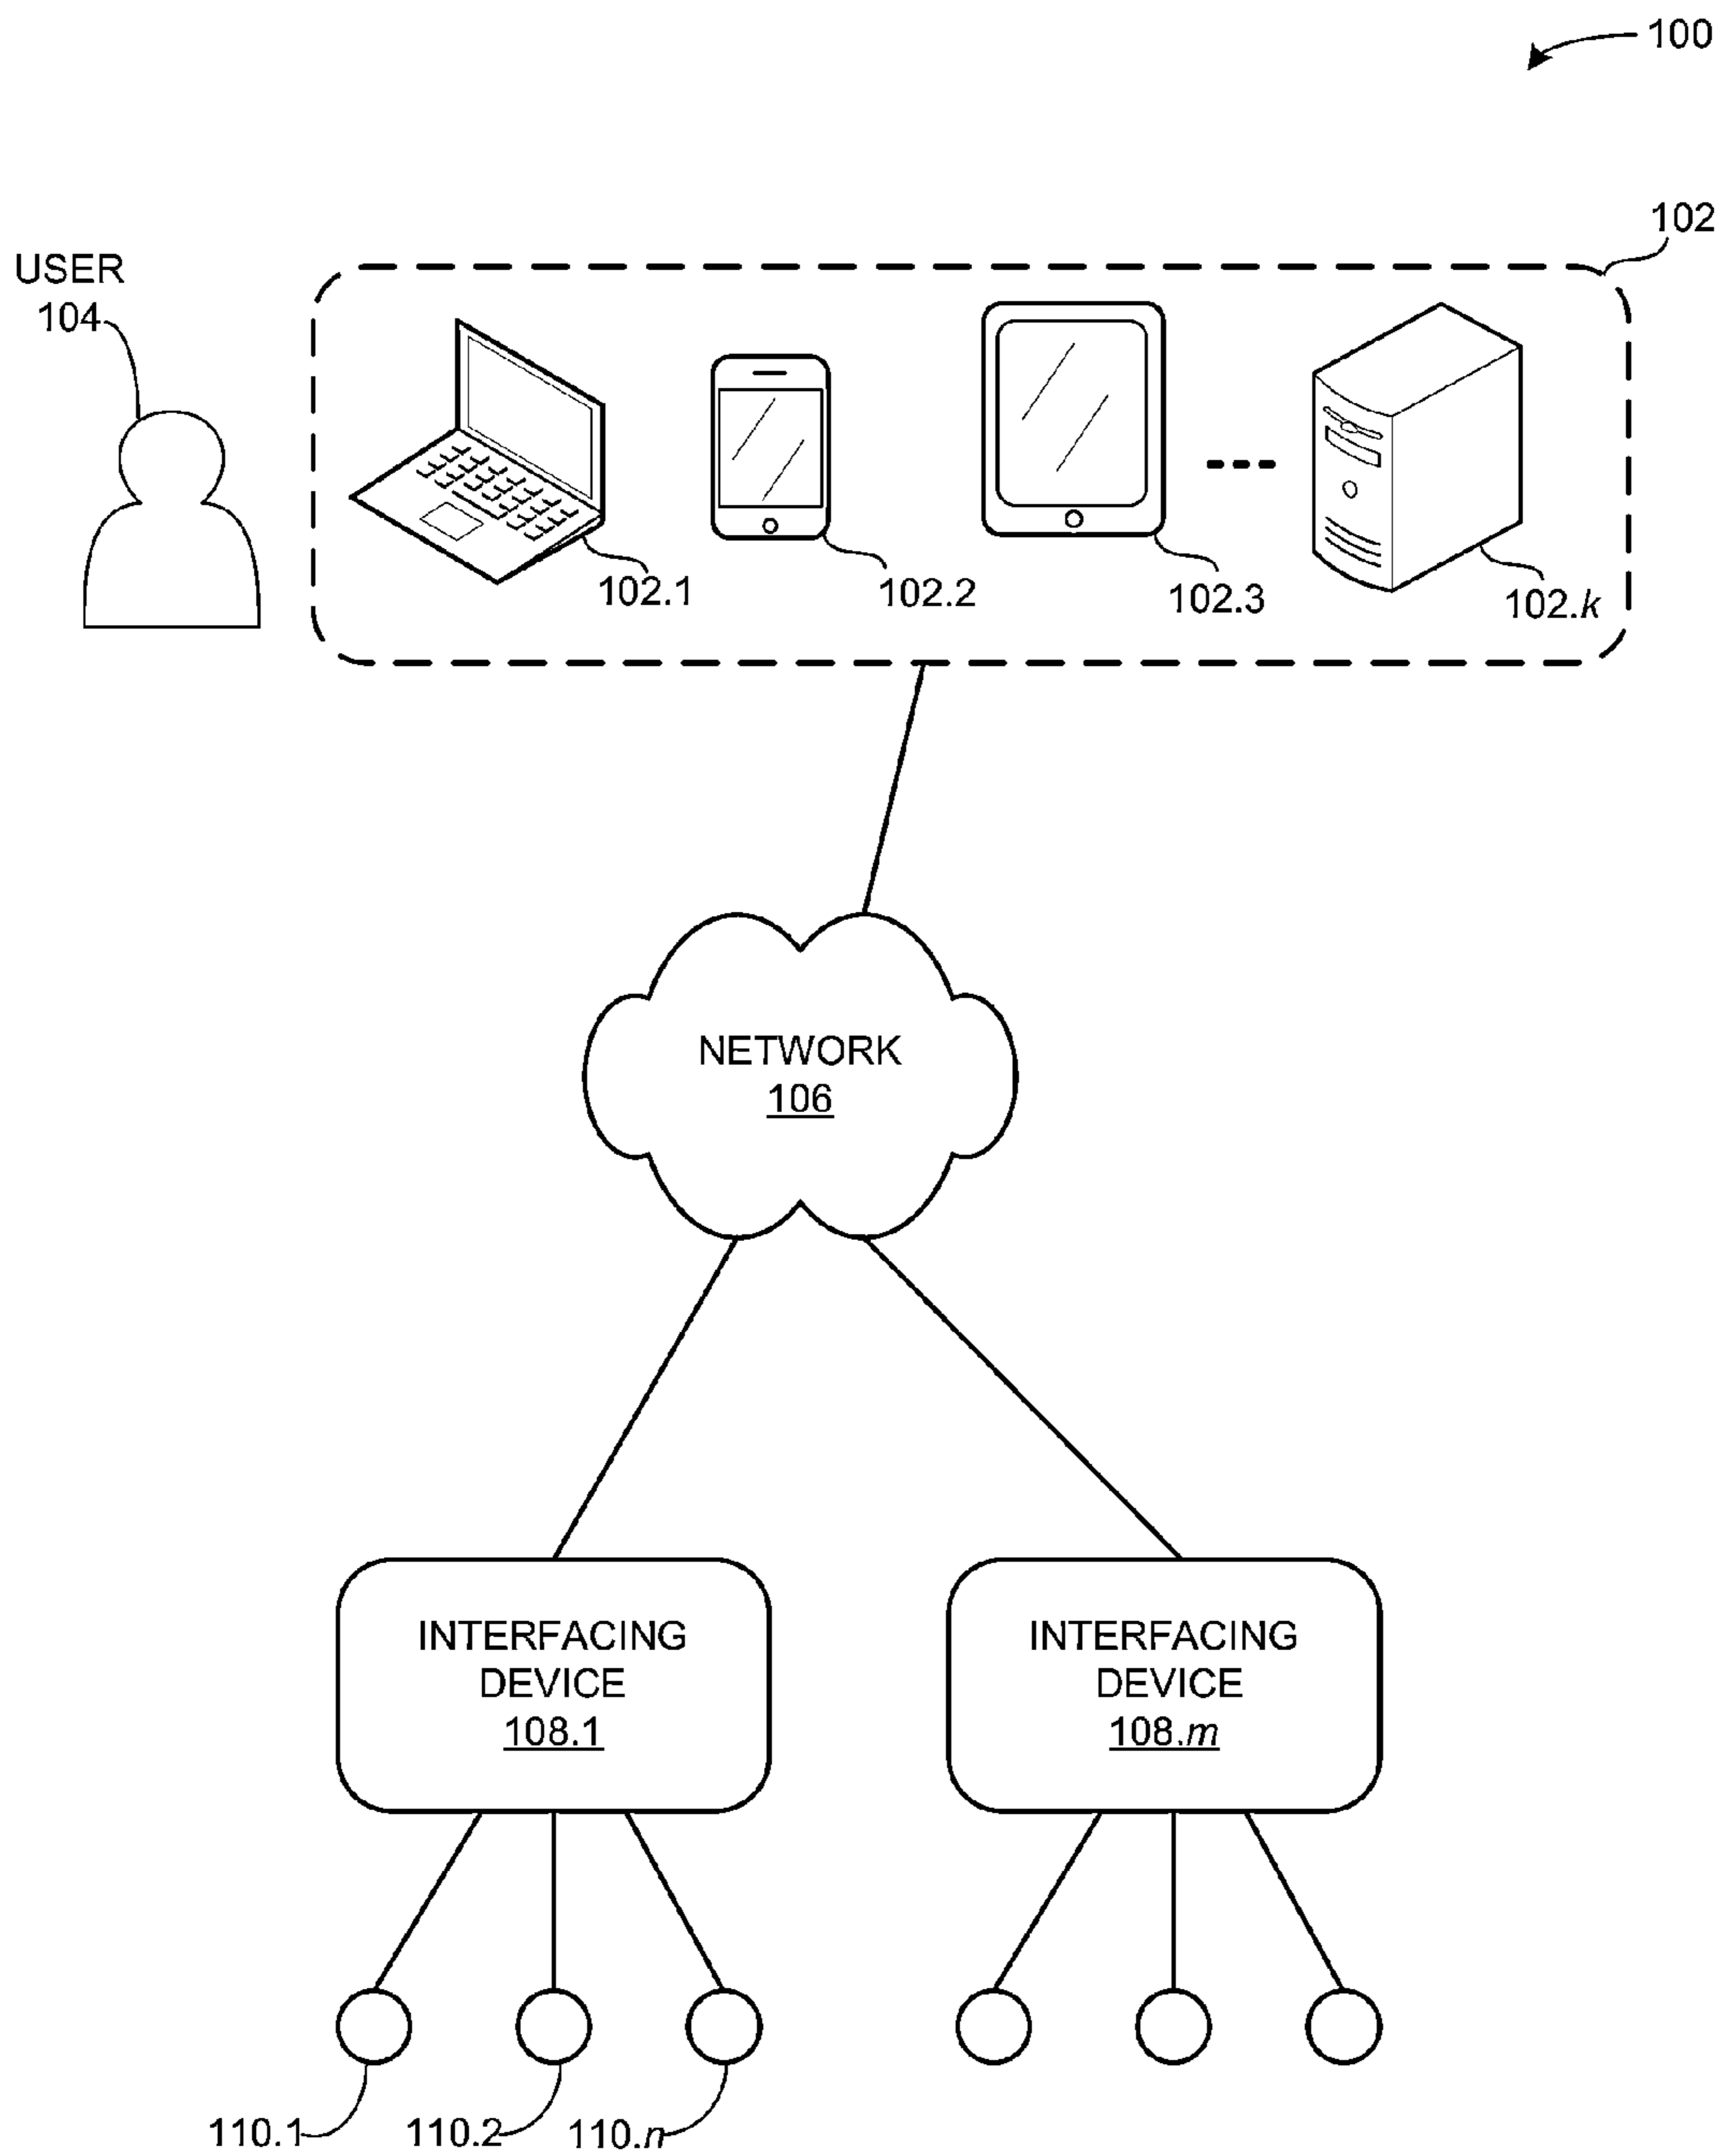 100
102
USER
104
102.1
102.2
102.3
102.k
NETWORK
106
INTERFACING
DEVICE
108.1
INTERFACING
DEVICE
108.m
110.1
110.2
110.n